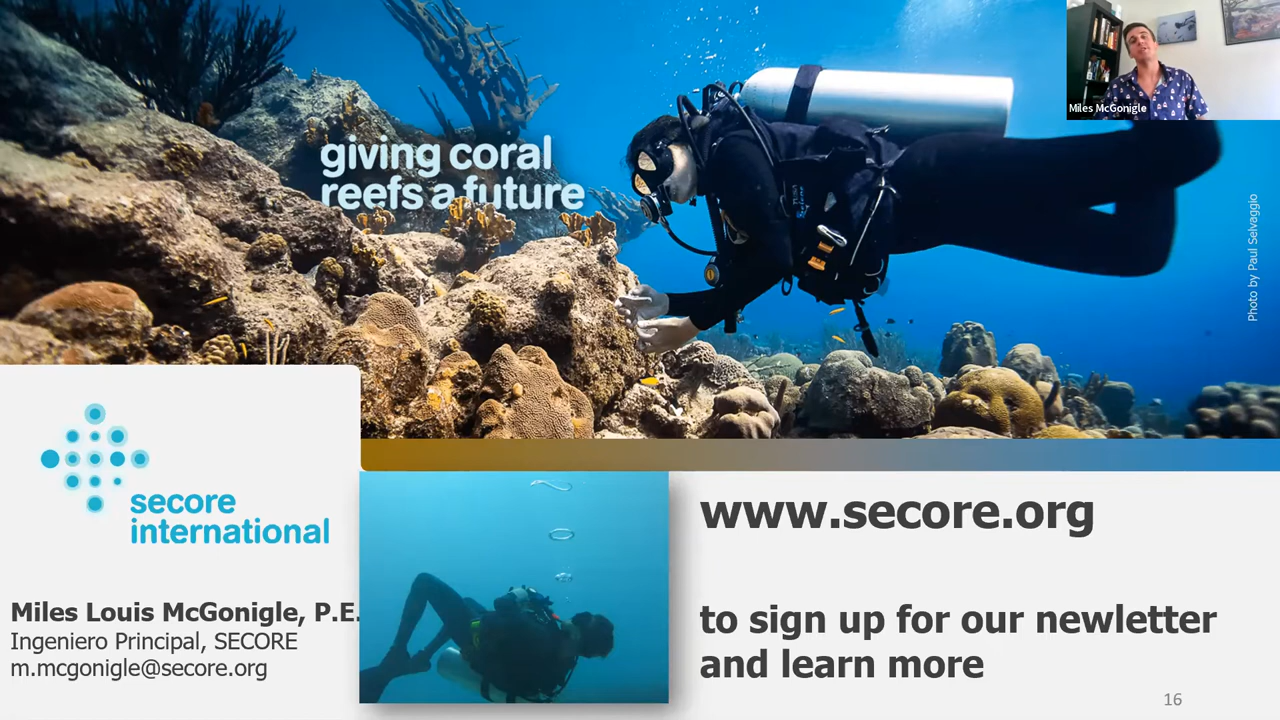 giving coral
reefs a future
Miles McGonigle
Photo by Paul Selvaggio
secore
international
Miles Louis McGonigle, P.E.
Ingeniero Principal, SECORE
m.mcgonigle@secore.org
www.secore.org
to sign up for our newletter
and learn more
16